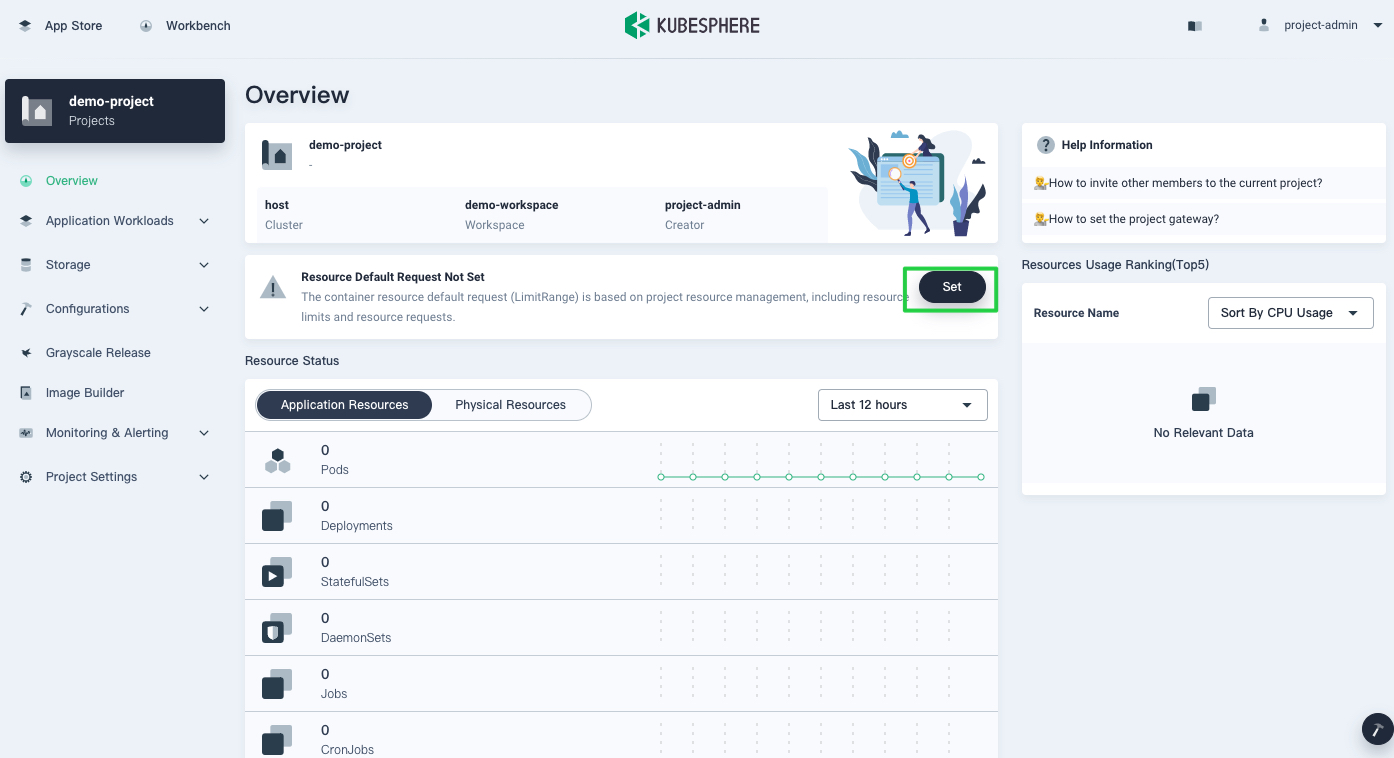 App Store
Workbench
KUBESPHERE
project-admin
demo-project
Projects
Overview
Application Workloads
Storage
Configurations
Grayscale Release
Image Builder
Monitoring & Alerting
Project Settings
Overview
demo-project
-
host
Cluster
demo-workspace
Workspace
project-admin
Creator
Resource Default Request Not Set
The container resource default request (LimitRange) is based on project resource management, including resource
limits and resource requests.
Set
Resource Status
Application Resources
Physical Resources
Last 12 hours
0
Pods
0
Deployments
0
StatefulSets
0
DaemonSets
0
Jobs
0
CronJobs
Help Information
How to invite other members to the current project?
How to set the project gateway?
Resources Usage Ranking(Top5)
Resource Name
Sort By CPU Usage
No Relevant Data